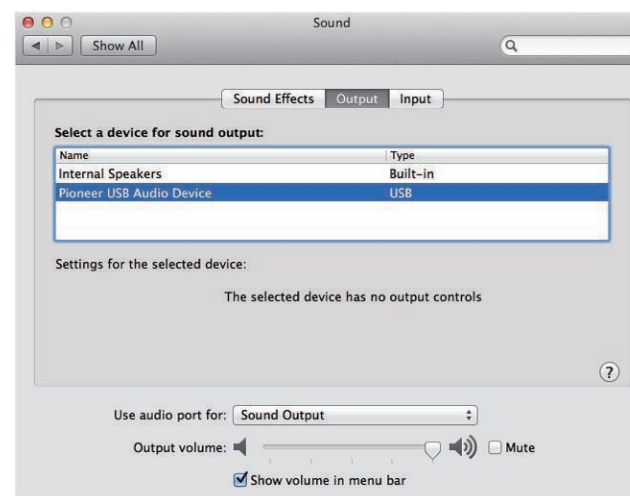 Sound
Show All
Sound Effects Output Input
Select a device for sound output:
Name Type
Internal Speakers Built-in
Pioneer USB Audio Device USB
Settings for the selected device:
The selected device has no output controls
?
Use audio port for: Sound Output
Output volume: Mute
Show volume in menu bar